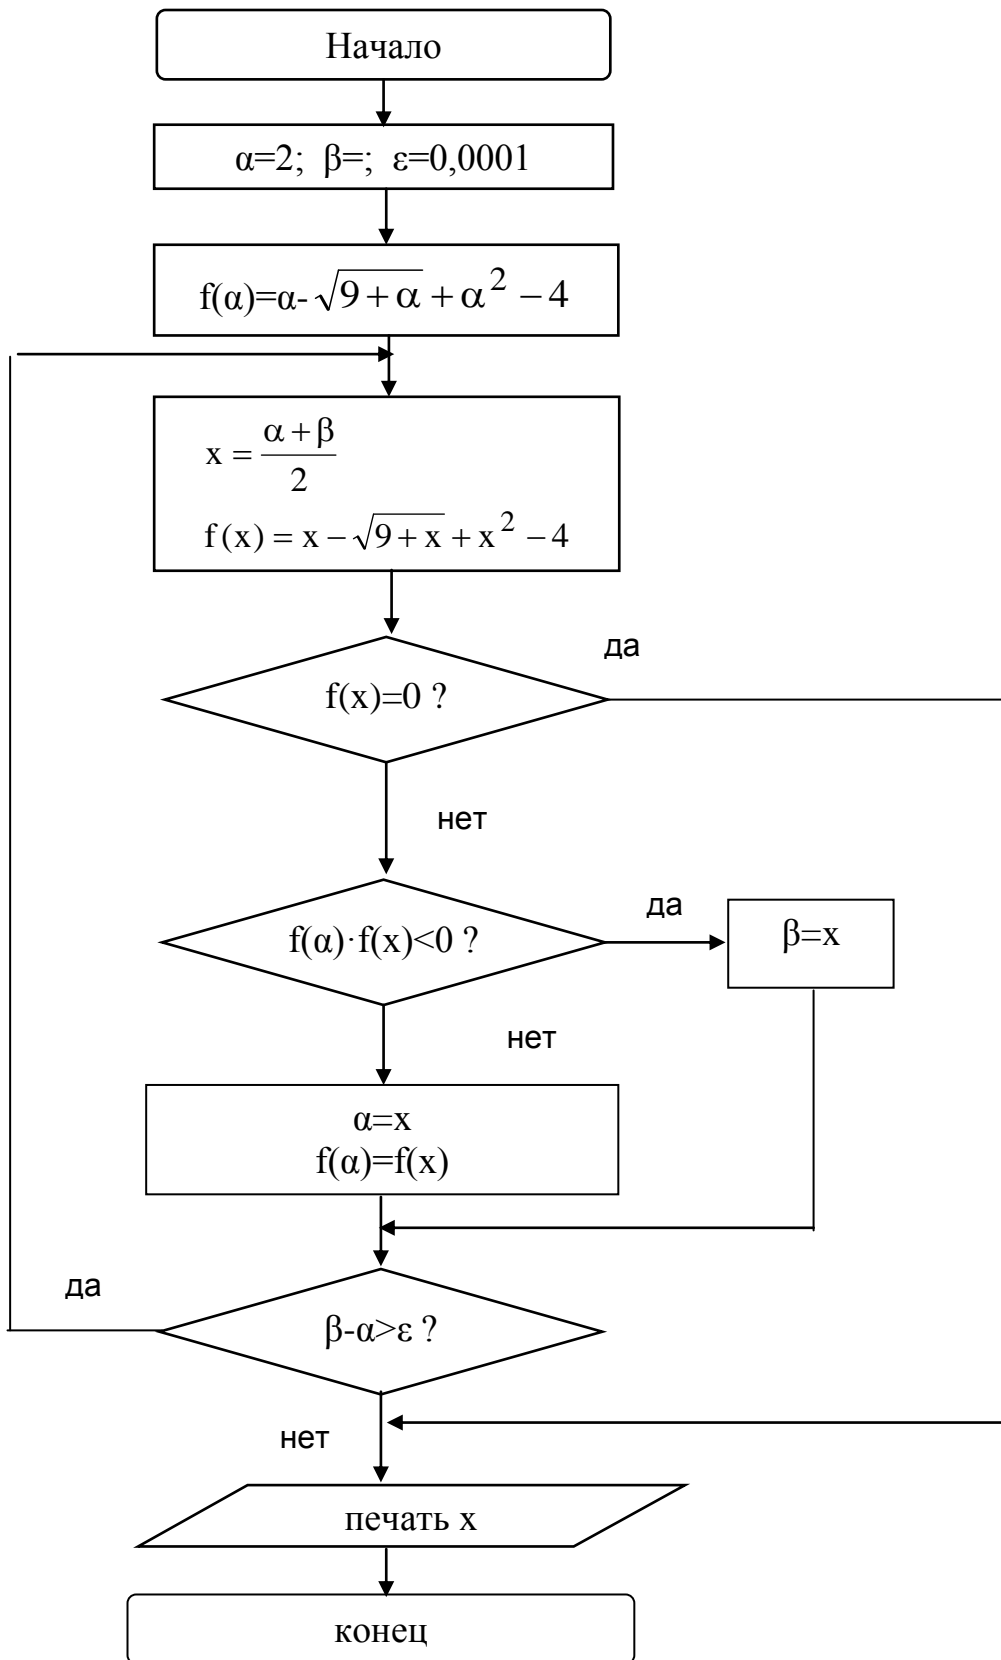 Начало
α=2; β=; ε=0,0001
f(α)=α-√(9+α)+α²−4
x = (α+β)/2
f(x) = x−√(9+x)+x²−4
да
f(x)=0 ?
нет
да
f(α)·f(x)<0 ?
β=x
нет
α=x
f(α)=f(x)
да
β-α>ε ?
нет
печать x
конец